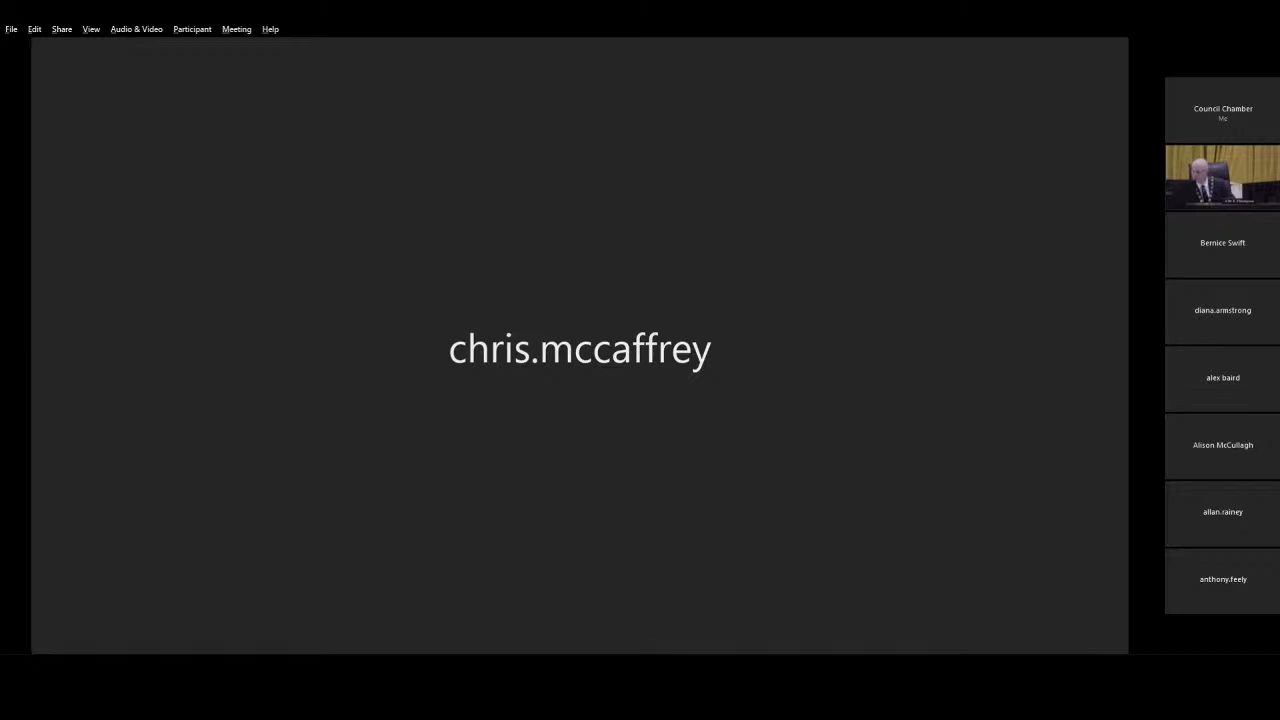 File Edit Share View Audio & Video Participant Meeting Help
chris.mccaffrey
Council Chamber
Me
Bernice Swift
diana.armstrong
alex baird
Alison McCullagh
allan.rainey
anthony.feely